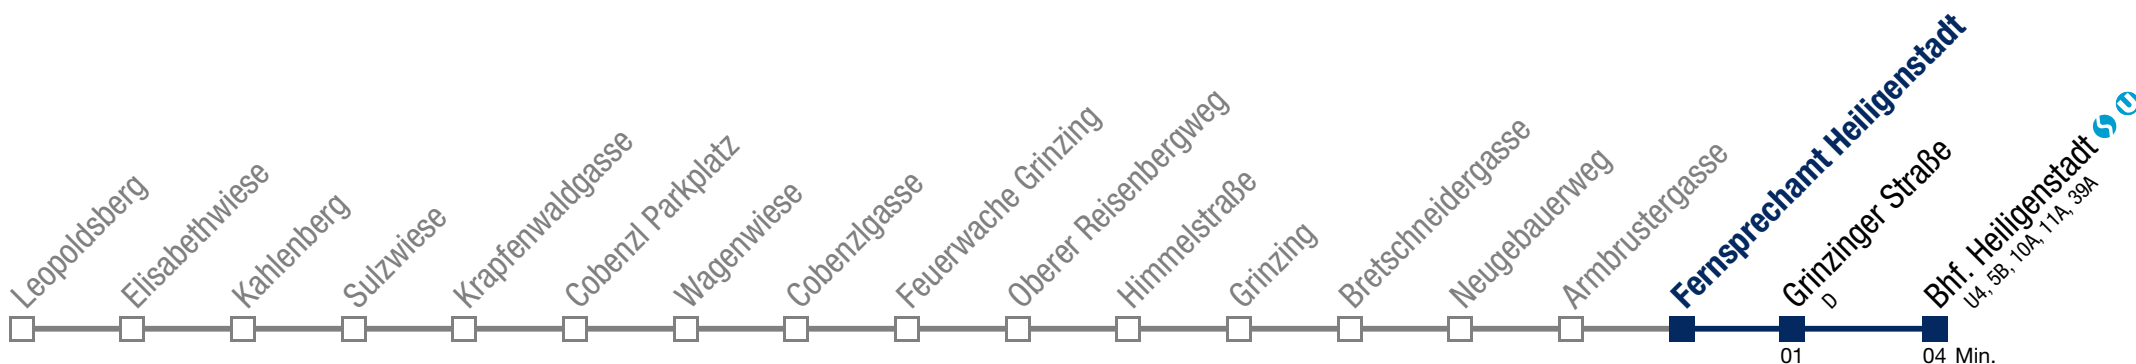 Leopoldsberg
Elisabethwiese
Kahlenberg
Sulzwiese
Krapfenwaldgasse
Cobenzl Parkplatz
Wagenwiese
Cobenzlgasse
Feuerwache Grinzing
Oberer Reisenbergweg
Himmelstraße
Grinzing
Bretschneidergasse
Neugebauerweg
Armbrustergasse
Fernsprechamt Heiligenstadt
Grinzinger Straße
D
Bhf. Heiligenstadt S U
U4, 5B, 10A, 11A, 39A
01
04 Min.